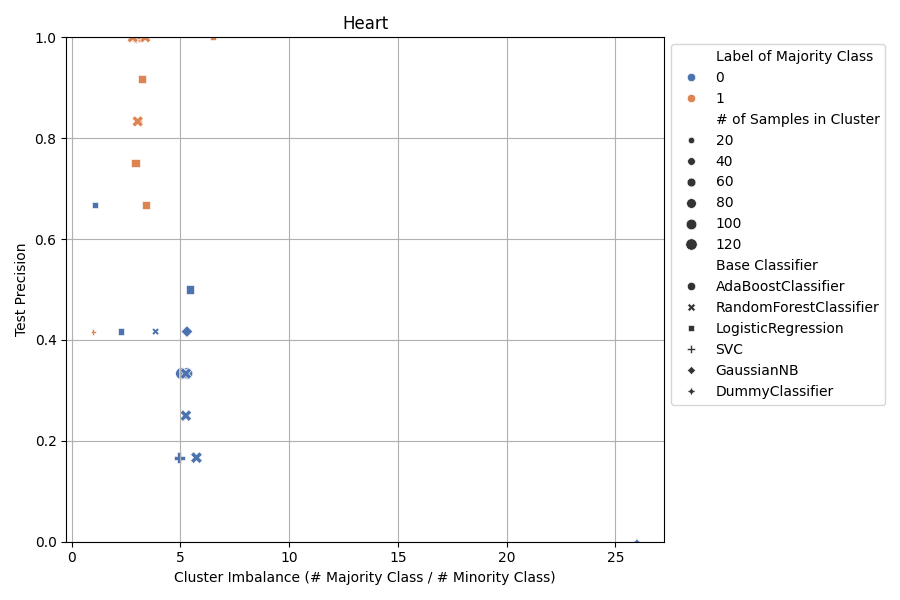 Heart
1.0
0.8
0.6
0.4
0.2
0.0
Test Precision
0
5
10
15
20
25
Cluster Imbalance (# Majority Class / # Minority Class)
Label of Majority Class
0
1
# of Samples in Cluster
20
40
60
80
100
120
Base Classifier
AdaBoostClassifier
RandomForestClassifier
LogisticRegression
SVC
GaussianNB
DummyClassifier